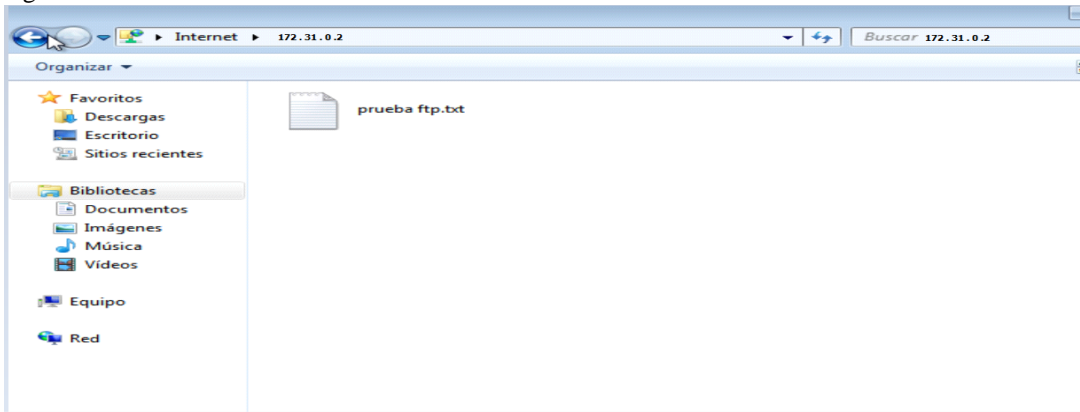 Internet ▸ 172.31.0.2
Buscar 172.31.0.2
Organizar
Favoritos
prueba ftp.txt
Descargas
Escritorio
Sitios recientes
Bibliotecas
Documentos
Imágenes
Música
Vídeos
Equipo
Red